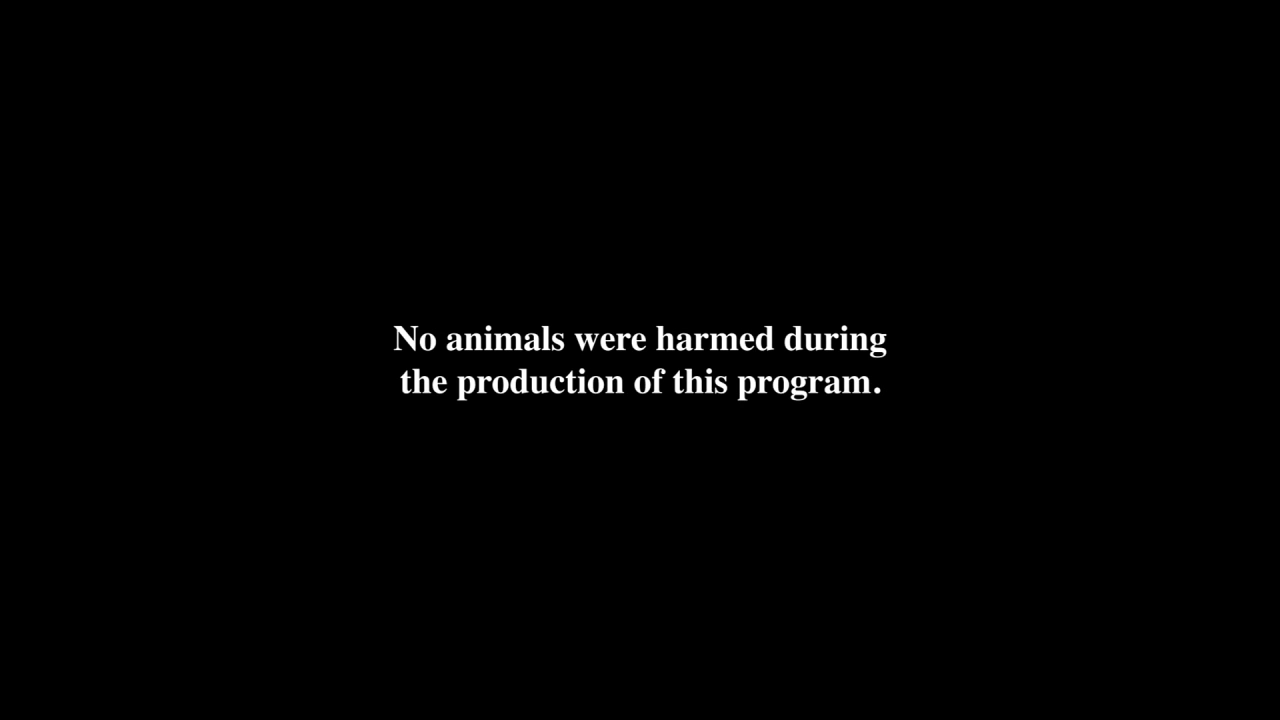 No animals were harmed during
the production of this program.